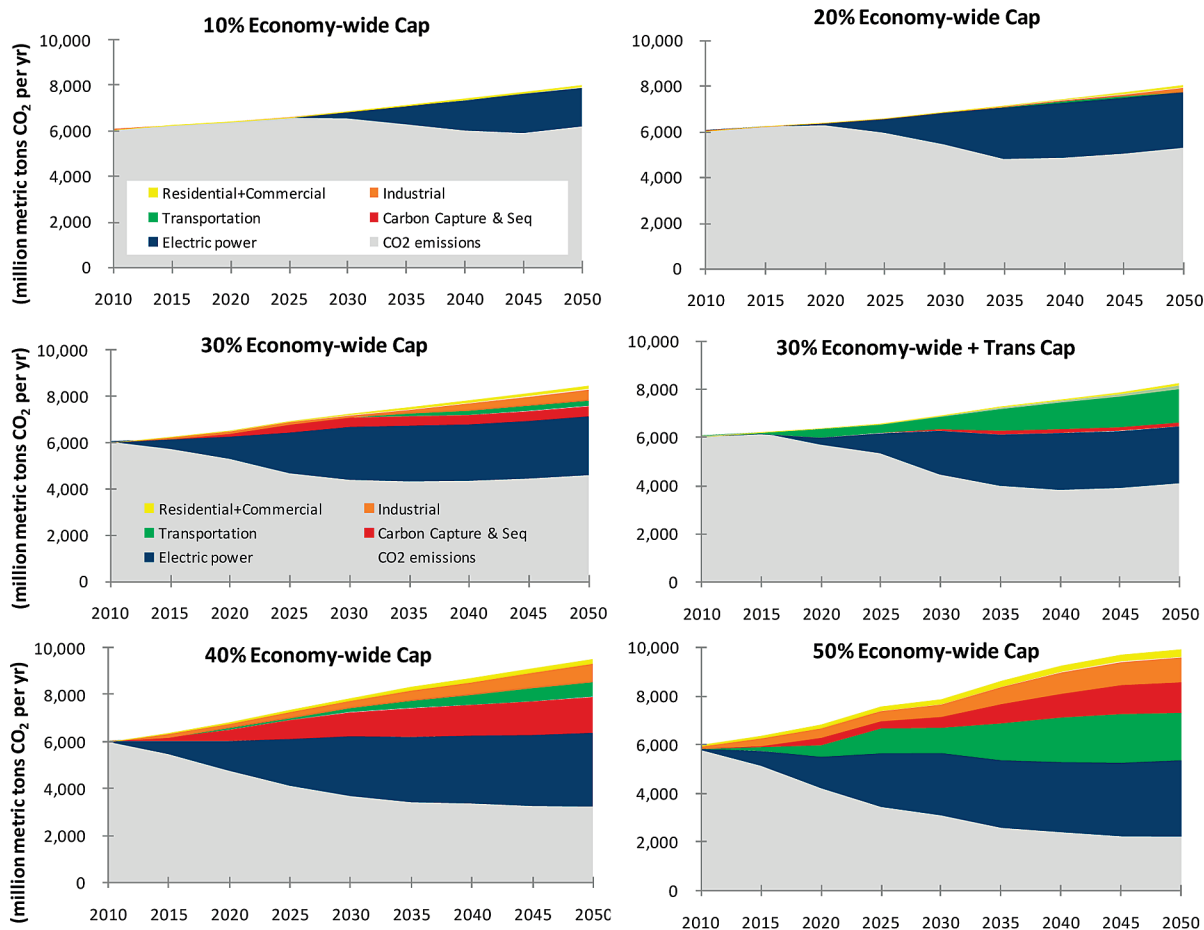 10% Economy-wide Cap
(million metric tons CO₂ per yr)
10,000
8,000
6,000
4,000
2,000
0
Residential+Commercial
Industrial
Transportation
Carbon Capture & Seq
Electric power
CO2 emissions
2010 2015 2020 2025 2030 2035 2040 2045 2050
20% Economy-wide Cap
10,000
8,000
6,000
4,000
2,000
0
2010 2015 2020 2025 2030 2035 2040 2045 2050
30% Economy-wide Cap
(million metric tons CO₂ per yr)
10,000
8,000
6,000
4,000
2,000
0
Residential+Commercial
Industrial
Transportation
Carbon Capture & Seq
Electric power
CO2 emissions
2010 2015 2020 2025 2030 2035 2040 2045 2050
30% Economy-wide + Trans Cap
10,000
8,000
6,000
4,000
2,000
0
2010 2015 2020 2025 2030 2035 2040 2045 2050
40% Economy-wide Cap
(million metric tons CO₂ per yr)
10,000
8,000
6,000
4,000
2,000
0
2010 2015 2020 2025 2030 2035 2040 2045 2050
50% Economy-wide Cap
10,000
8,000
6,000
4,000
2,000
0
2010 2015 2020 2025 2030 2035 2040 2045 2050